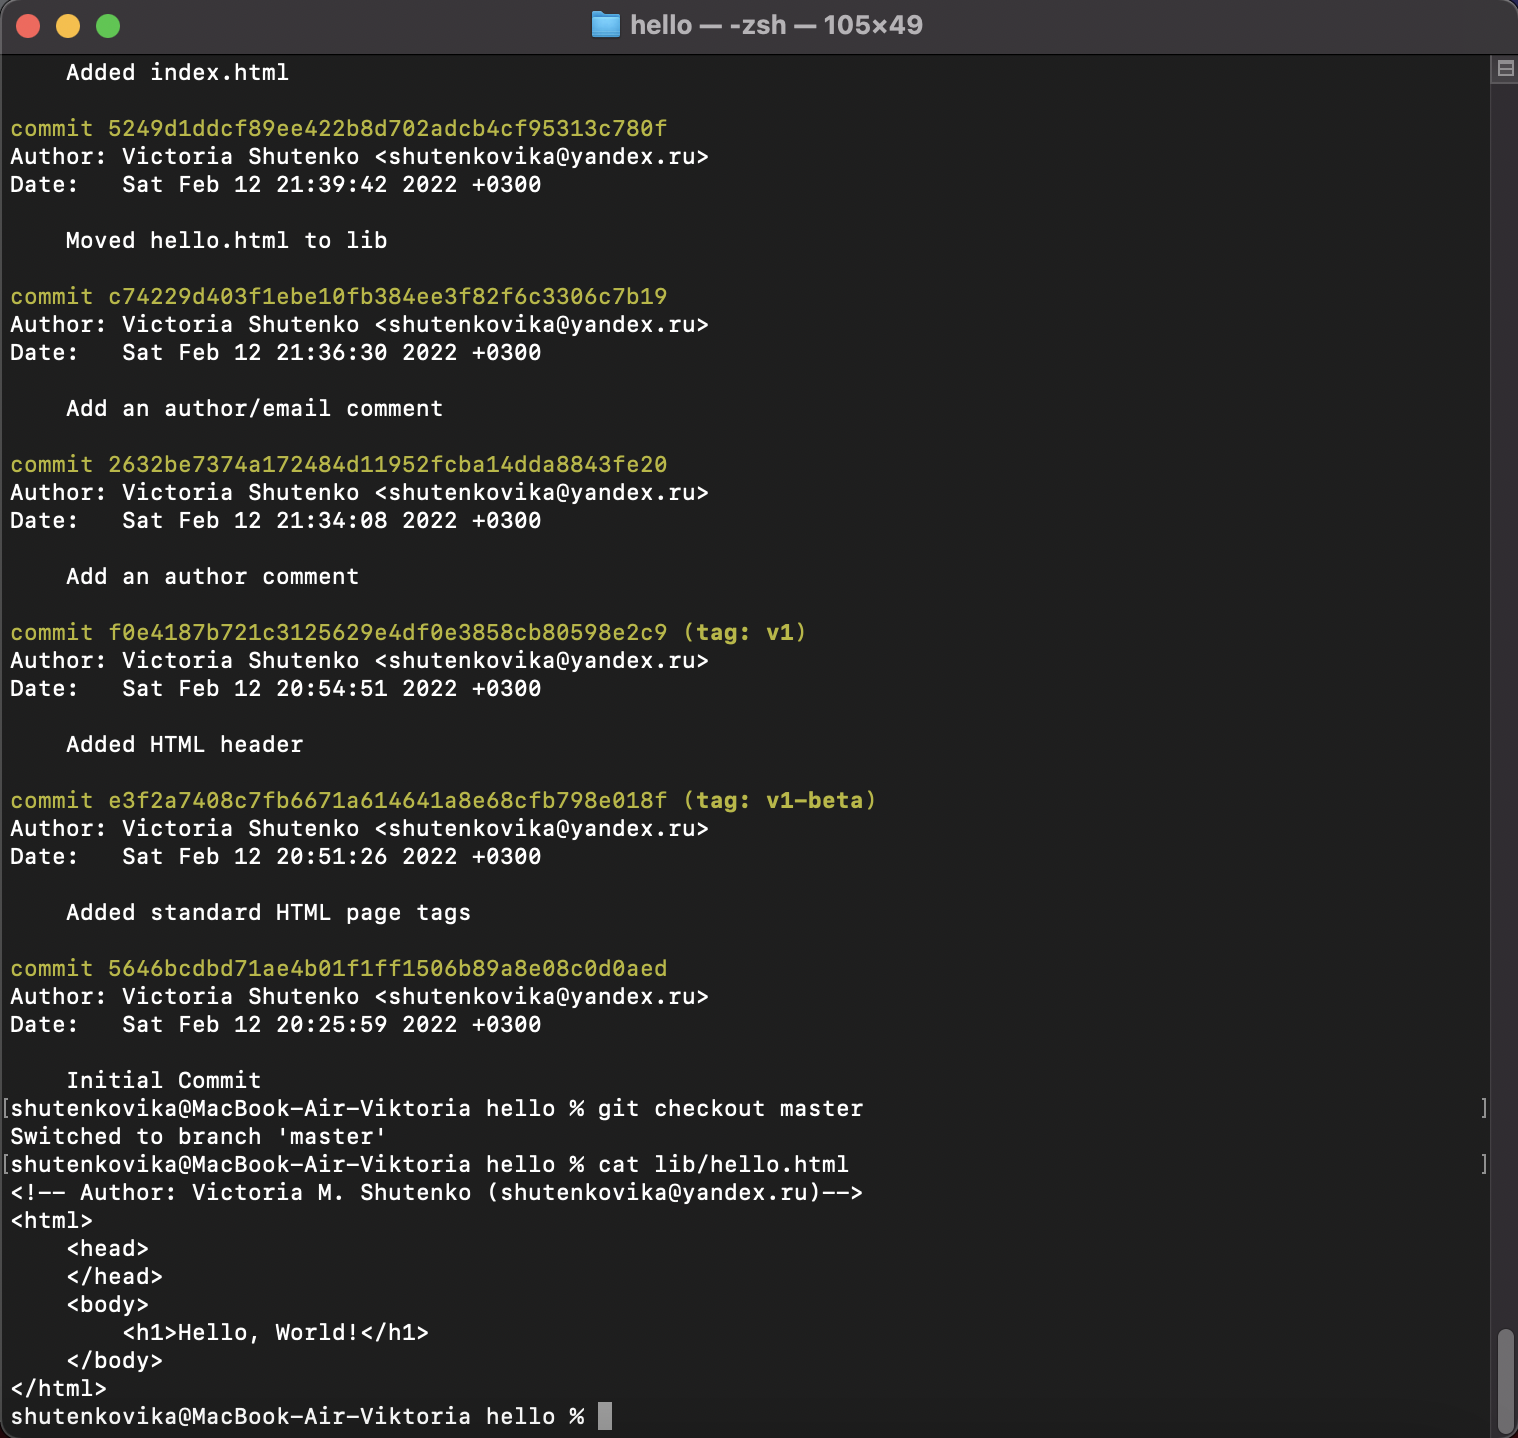 hello — -zsh — 105×49
Added index.html
commit 5249d1ddcf89ee422b8d702adcb4cf95313c780f
Author: Victoria Shutenko <shutenkovika@yandex.ru>
Date:   Sat Feb 12 21:39:42 2022 +0300
Moved hello.html to lib
commit c74229d403f1ebe10fb384ee3f82f6c3306c7b19
Author: Victoria Shutenko <shutenkovika@yandex.ru>
Date:   Sat Feb 12 21:36:30 2022 +0300
Add an author/email comment
commit 2632be7374a172484d11952fcba14dda8843fe20
Author: Victoria Shutenko <shutenkovika@yandex.ru>
Date:   Sat Feb 12 21:34:08 2022 +0300
Add an author comment
commit f0e4187b721c3125629e4df0e3858cb80598e2c9 (tag: v1)
Author: Victoria Shutenko <shutenkovika@yandex.ru>
Date:   Sat Feb 12 20:54:51 2022 +0300
Added HTML header
commit e3f2a7408c7fb6671a614641a8e68cfb798e018f (tag: v1-beta)
Author: Victoria Shutenko <shutenkovika@yandex.ru>
Date:   Sat Feb 12 20:51:26 2022 +0300
Added standard HTML page tags
commit 5646bcdbd71ae4b01f1ff1506b89a8e08c0d0aed
Author: Victoria Shutenko <shutenkovika@yandex.ru>
Date:   Sat Feb 12 20:25:59 2022 +0300
Initial Commit
[shutenkovika@MacBook-Air-Viktoria hello % git checkout master ]
Switched to branch 'master'
[shutenkovika@MacBook-Air-Viktoria hello % cat lib/hello.html ]
<!-- Author: Victoria M. Shutenko (shutenkovika@yandex.ru)-->
<html>
    <head>
    </head>
    <body>
        <h1>Hello, World!</h1>
    </body>
</html>
shutenkovika@MacBook-Air-Viktoria hello %